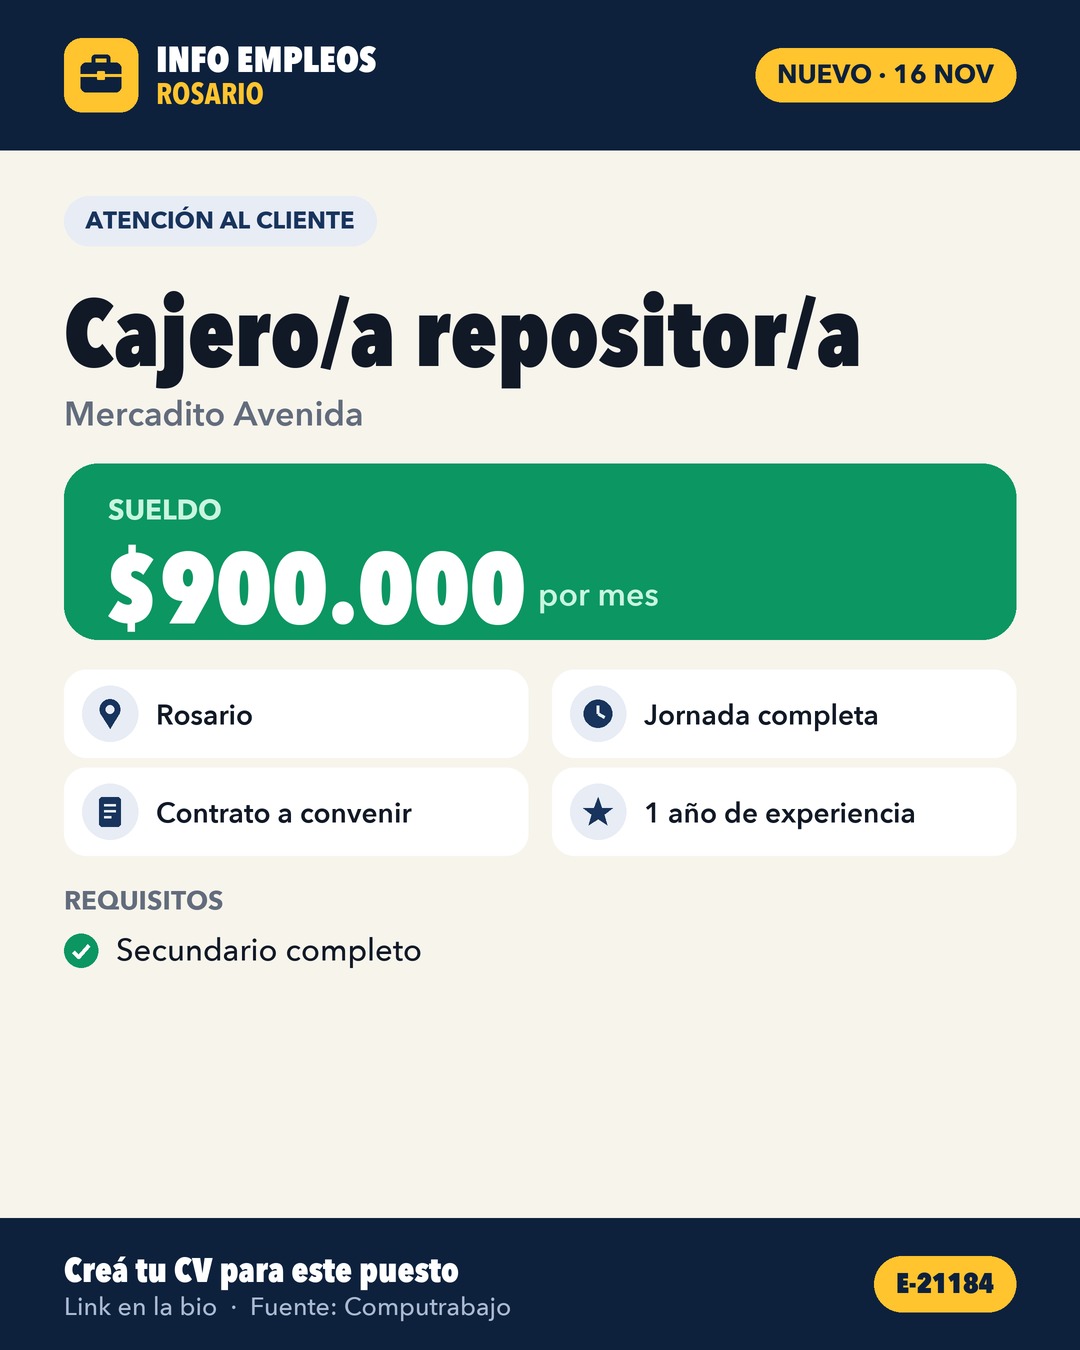 INFO EMPLEOS
ROSARIO
NUEVO · 16 NOV
ATENCIÓN AL CLIENTE
Cajero/a repositor/a
Mercadito Avenida
SUELDO
$900.000 por mes
Rosario
Jornada completa
Contrato a convenir
1 año de experiencia
REQUISITOS
Secundario completo
Creá tu CV para este puesto
Link en la bio · Fuente: Computrabajo
E-21184